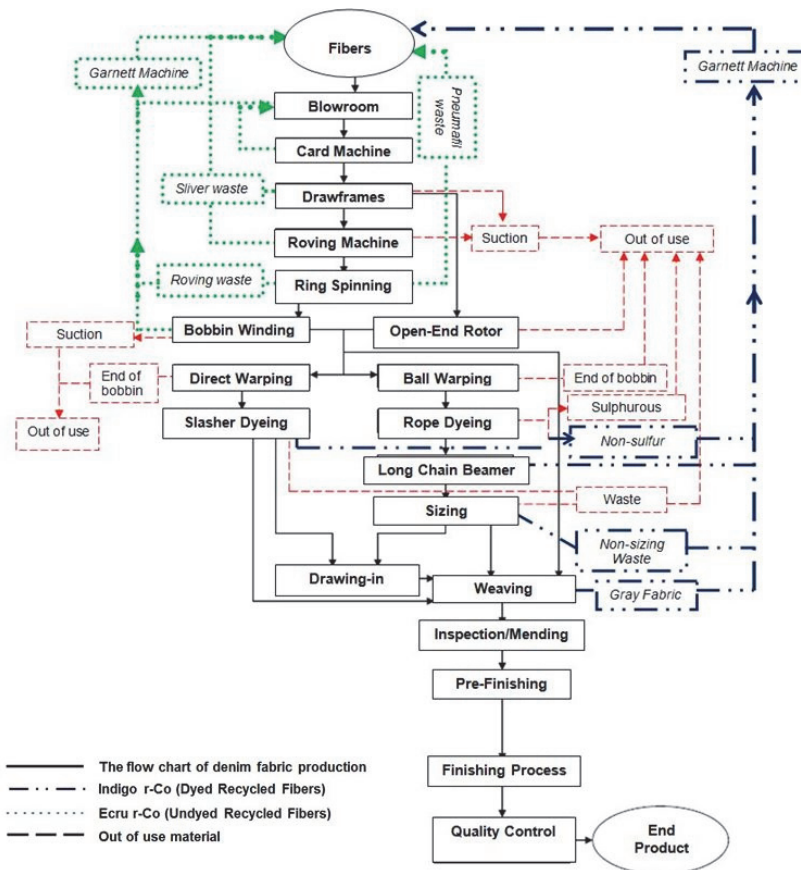 Fibers
Garnett Machine
Garnett Machine
Pneumafil
waste
Blowroom
Card Machine
Sliver waste
Drawframes
Roving Machine
Suction
Out of use
Roving waste
Ring Spinning
Suction
Bobbin Winding
Open-End Rotor
End of
bobbin
Direct Warping
Ball Warping
End of bobbin
Out of use
Slasher Dyeing
Rope Dyeing
Sulphurous
Non-sulfur
Long Chain Beamer
Waste
Sizing
Non-sizing
Waste
Drawing-in
Weaving
Gray Fabric
Inspection/Mending
Pre-Finishing
The flow chart of denim fabric production
Indigo r-Co (Dyed Recycled Fibers)
Ecru r-Co (Undyed Recycled Fibers)
Out of use material
Finishing Process
Quality Control
End
Product